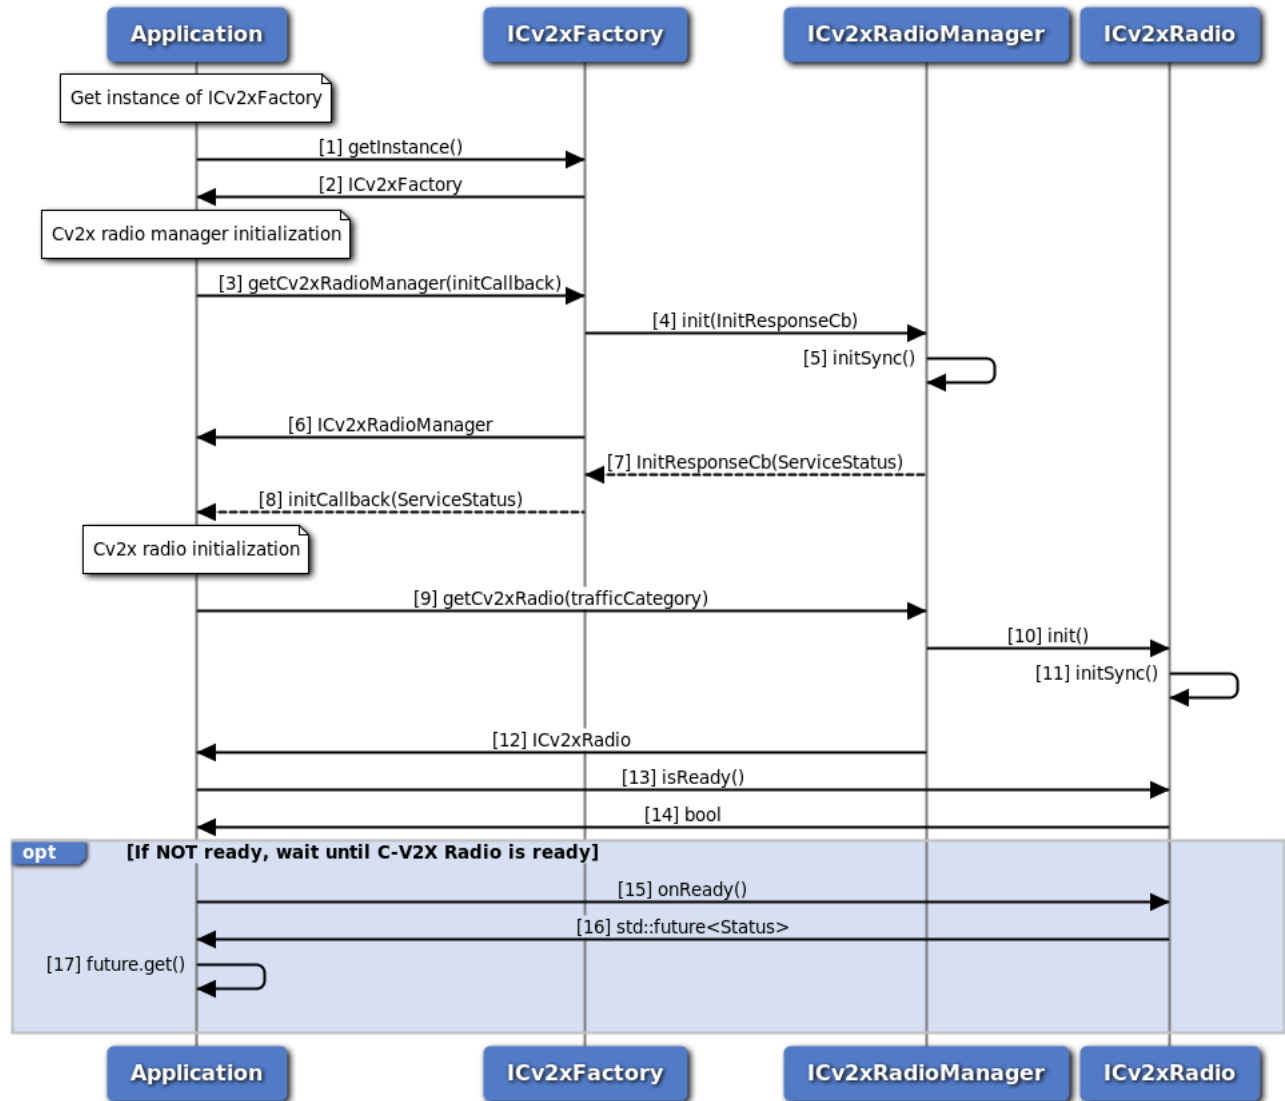 Application ICv2xFactory ICv2xRadioManager ICv2xRadio
Get instance of ICv2xFactory
[1] getInstance()
[2] ICv2xFactory
Cv2x radio manager initialization
[3] getCv2xRadioManager(initCallback)
[4] init(InitResponseCb)
[5] initSync()
[6] ICv2xRadioManager
[7] InitResponseCb(ServiceStatus)
[8] initCallback(ServiceStatus)
Cv2x radio initialization
[9] getCv2xRadio(trafficCategory)
[10] init()
[11] initSync()
[12] ICv2xRadio
[13] isReady()
[14] bool
opt [If NOT ready, wait until C-V2X Radio is ready]
[15] onReady()
[16] std::future<Status>
[17] future.get()
Application ICv2xFactory ICv2xRadioManager ICv2xRadio